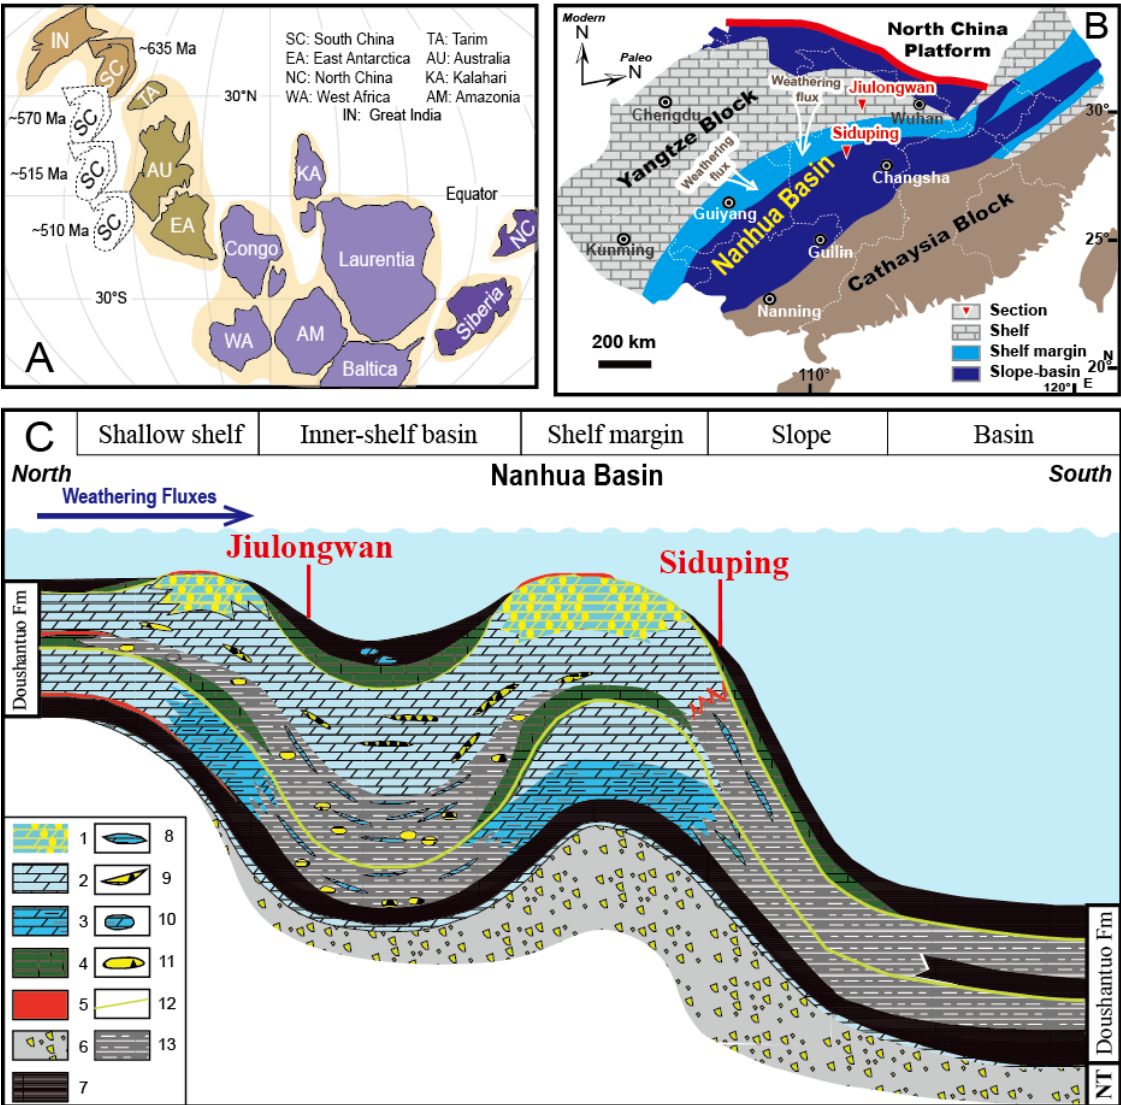 IN
SC
~635 Ma
TA
~570 Ma
SC
~515 Ma
SC
~510 Ma
SC
AU
EA
30°N
30°S
Equator
SC: South China
TA: Tarim
EA: East Antarctica
AU: Australia
NC: North China
KA: Kalahari
WA: West Africa
AM: Amazonia
IN: Great India
KA
Congo
Laurentia
NC
WA
AM
Siberia
Baltica
A
B
Modern
N
Paleo
N
North China
Platform
Weathering
flux
Jiulongwan
Chengdu
Wuhan
Siduping
Yangtze Block
Weathering
flux
Changsha
Guiyang
Nanhua Basin
Kunming
Guilin
Cathaysia Block
Nanning
30°
25°
20°
N
110°
120°
E
200 km
Section
Shelf
Shelf margin
Slope-basin
C
Shallow shelf
Inner-shelf basin
Shelf margin
Slope
Basin
North
Nanhua Basin
South
Weathering Fluxes
Jiulongwan
Siduping
Doushantuo Fm
Doushantuo Fm
NT
1
8
2
9
3
10
4
11
5
12
6
13
7